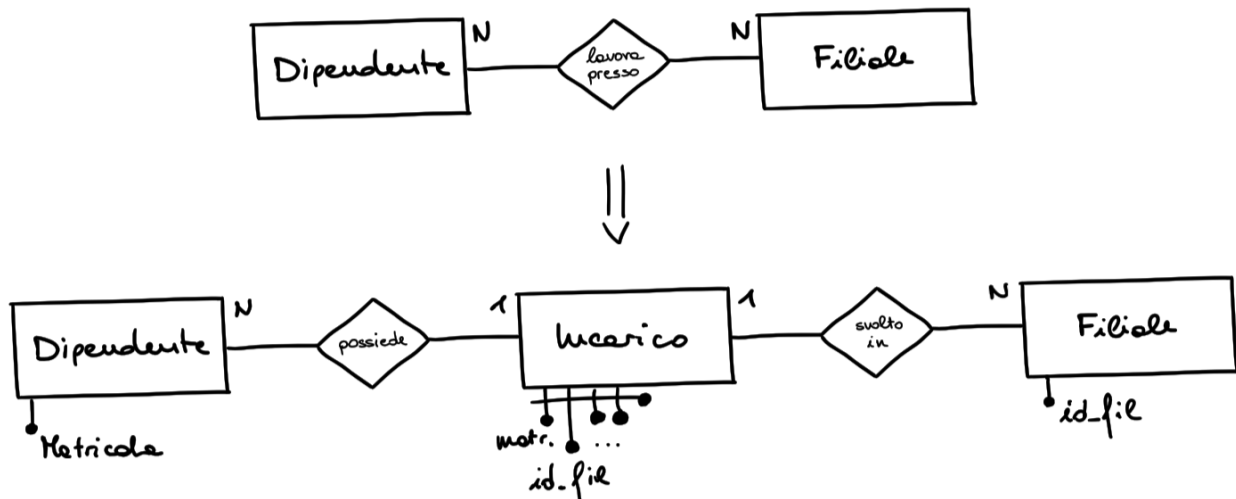 Dipendente
N
lavora
presso
N
Filiale
Dipendente
N
possiede
1
Incarico
1
svolto
in
N
Filiale
Matricola
matr.
...
id_fil
id_fil